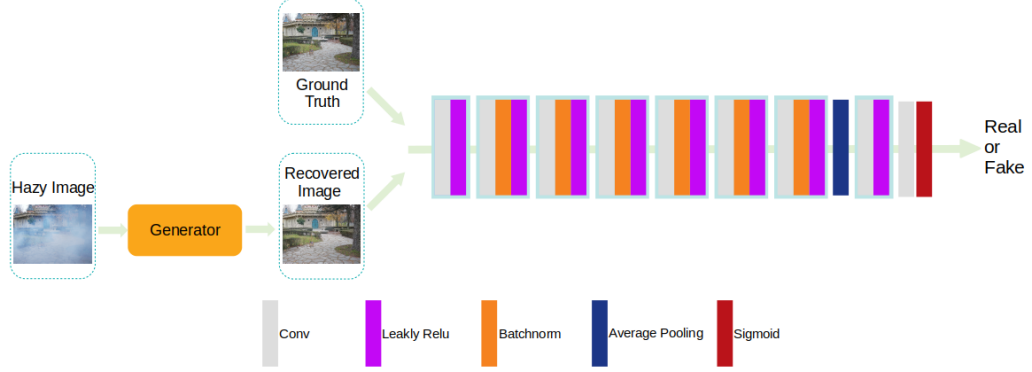 Ground
Truth
Hazy Image
Generator
Recovered
Image
Real
or
Fake
Conv
Leakly Relu
Batchnorm
Average Pooling
Sigmoid